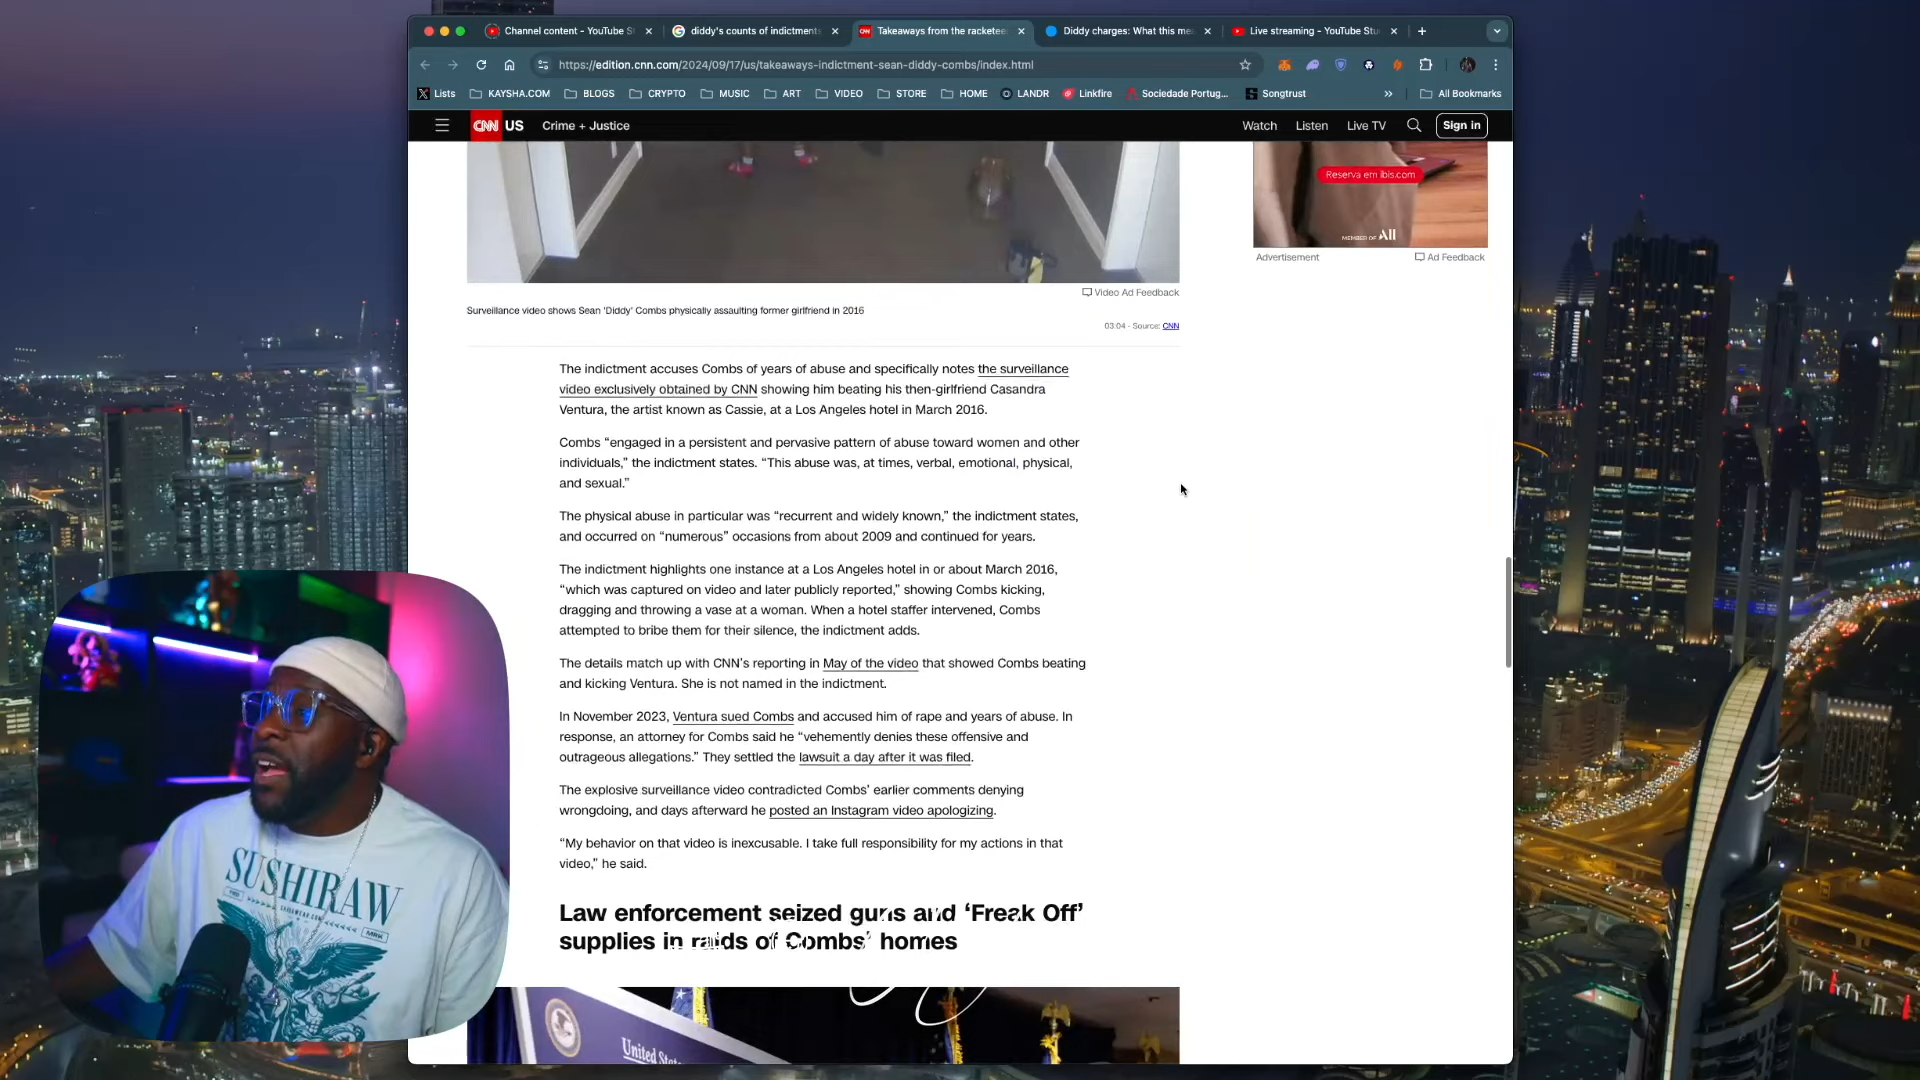 Channel content - YouTube St
diddy's counts of indictments
Takeaways from the racketee
Diddy charges: What this me
Live streaming - YouTube Stu
https://edition.cnn.com/2024/09/17/us/takeaways-indictment-sean-diddy-combs/index.html
Lists
KAYSHA.COM
BLOGS
CRYPTO
MUSIC
ART
VIDEO
STORE
HOME
LANDR
Linkfire
Sociedade Portug...
Songtrust
»
All Bookmarks
CNN US
Crime + Justice
Watch
Listen
Live TV
Sign in
Reserva em ibis.com
MEMBER OF All
Advertisement
Ad Feedback
Video Ad Feedback
Surveillance video shows Sean 'Diddy' Combs physically assaulting former girlfriend in 2016
03:04 - Source: CNN
The indictment accuses Combs of years of abuse and specifically notes the surveillance
video exclusively obtained by CNN showing him beating his then-girlfriend Casandra
Ventura, the artist known as Cassie, at a Los Angeles hotel in March 2016.
Combs “engaged in a persistent and pervasive pattern of abuse toward women and other
individuals,” the indictment states. “This abuse was, at times, verbal, emotional, physical,
and sexual.”
The physical abuse in particular was “recurrent and widely known,” the indictment states,
and occurred on “numerous” occasions from about 2009 and continued for years.
The indictment highlights one instance at a Los Angeles hotel in or about March 2016,
“which was captured on video and later publicly reported,” showing Combs kicking,
dragging and throwing a vase at a woman. When a hotel staffer intervened, Combs
attempted to bribe them for their silence, the indictment adds.
The details match up with CNN’s reporting in May of the video that showed Combs beating
and kicking Ventura. She is not named in the indictment.
In November 2023, Ventura sued Combs and accused him of rape and years of abuse. In
response, an attorney for Combs said he “vehemently denies these offensive and
outrageous allegations.” They settled the lawsuit a day after it was filed.
The explosive surveillance video contradicted Combs’ earlier comments denying
wrongdoing, and days afterward he posted an Instagram video apologizing.
“My behavior on that video is inexcusable. I take full responsibility for my actions in that
video,” he said.
Law enforcement seized guns and ‘Freak Off’
supplies in raids of Combs’ homes
United Sta
SUSHIRAW